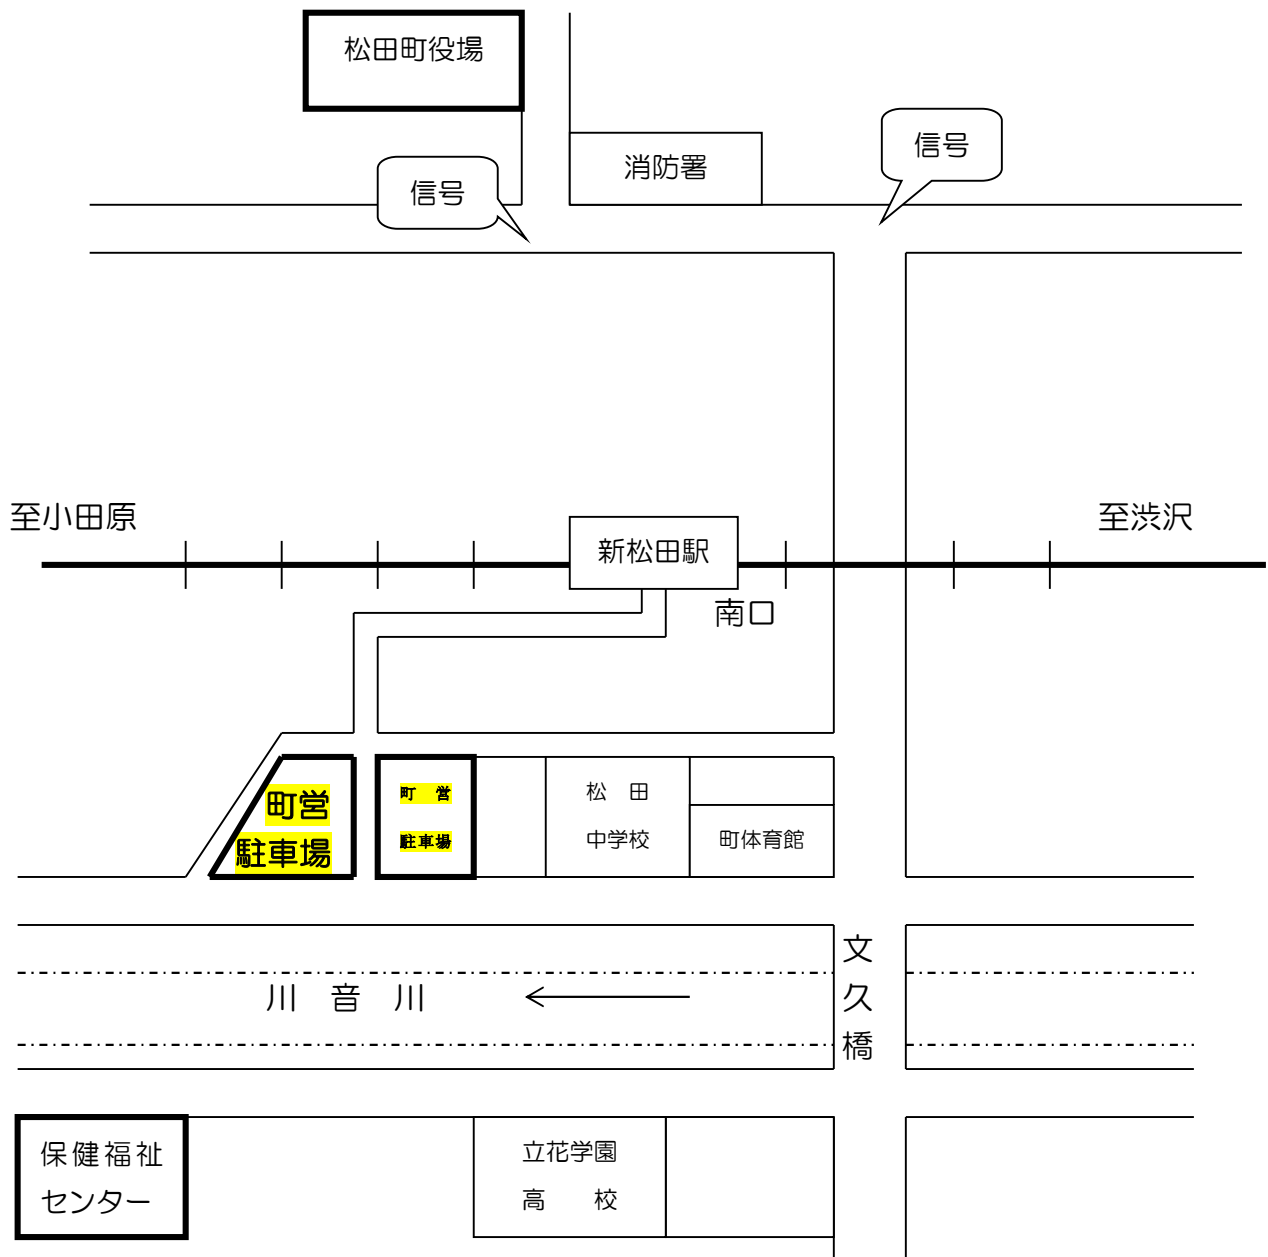 松田町役場
信号
消防署
信号
至小田原
至渋沢
新松田駅
南口
町営
駐車場
町　営
駐車場
松　田
中学校
町体育館
文
久
橋
川　音　川
保健福祉
センター
立花学園
高　　校